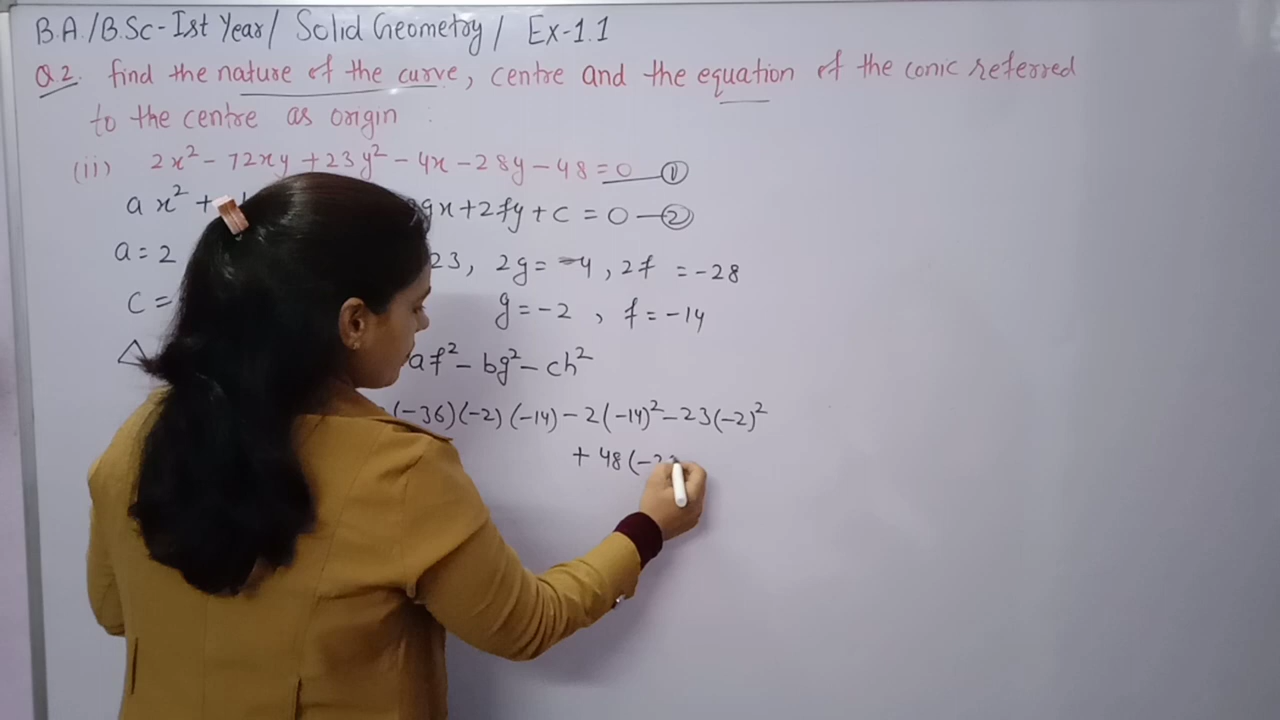 B.A./B.Sc-Ist Year/ Solid Geometry/ Ex-1.1
Q.2. find the nature of the curve, centre and the equation of the conic referred
to the centre as origin :
(ii) 2x² - 72xy + 23y² - 4x - 28y - 48 = 0 — ①
ax² + gx + 2fy + c = 0 — ②
a = 2 23, 2g = -4, 2f = -28
c = g = -2 , f = -14
△ af² - bg² - ch²
(-36)(-2)(-14) - 2(-14)² - 23(-2)²
+ 48(-3